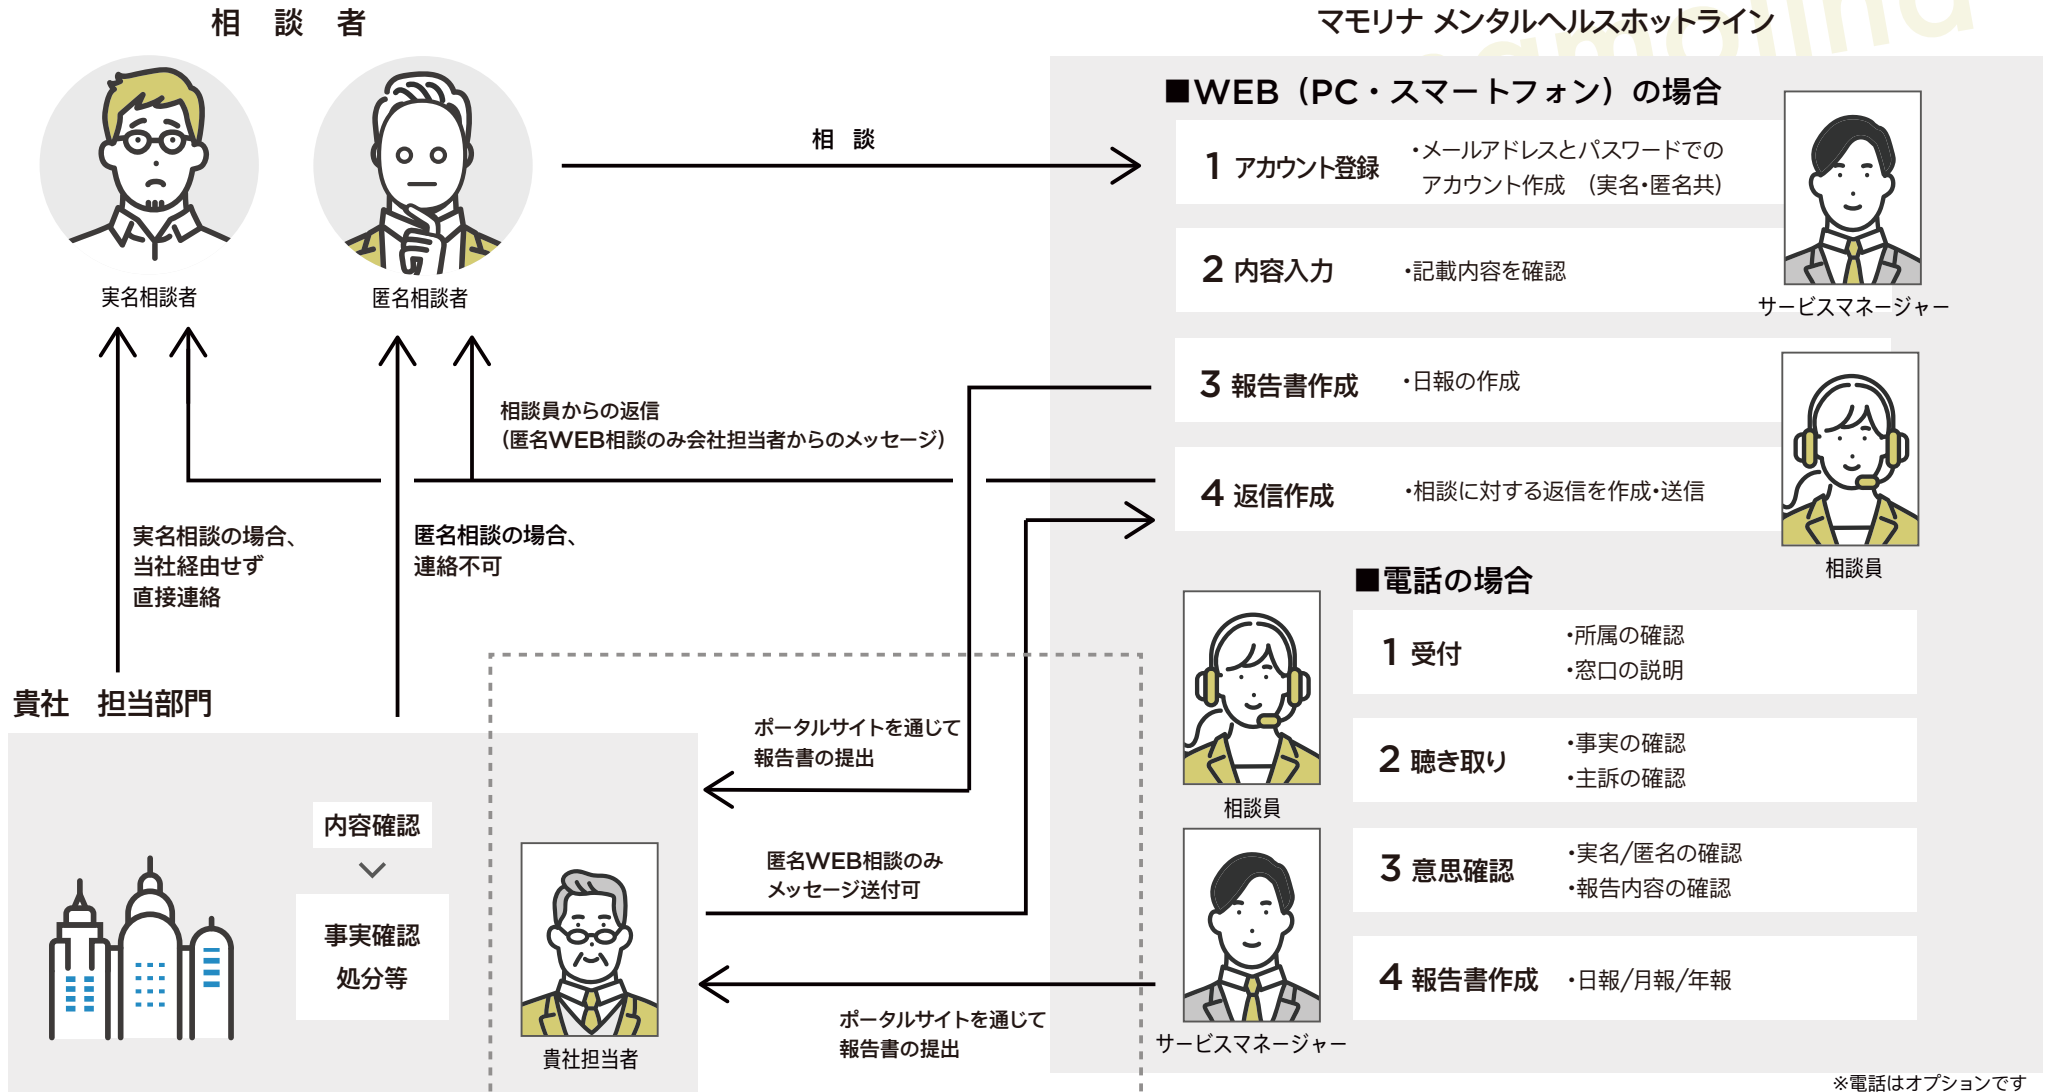 相 談 者
実名相談者
匿名相談者
相 談
相談員からの返信
（匿名WEB相談のみ会社担当者からのメッセージ）
実名相談の場合、
当社経由せず
直接連絡
匿名相談の場合、
連絡不可
貴社 担当部門
内容確認
事実確認
処分等
貴社担当者
ポータルサイトを通じて
報告書の提出
匿名WEB相談のみ
メッセージ送付可
ポータルサイトを通じて
報告書の提出
マモリナ メンタルヘルスホットライン
■WEB（PC・スマートフォン）の場合
1 アカウント登録
・メールアドレスとパスワードでの
アカウント作成 （実名・匿名共）
2 内容入力 ・記載内容を確認
サービスマネージャー
3 報告書作成 ・日報の作成
4 返信作成 ・相談に対する返信を作成・送信
相談員
■電話の場合
1 受付
・所属の確認
・窓口の説明
2 聴き取り
・事実の確認
・主訴の確認
相談員
3 意思確認
・実名/匿名の確認
・報告内容の確認
4 報告書作成 ・日報/月報/年報
サービスマネージャー
※電話はオプションです